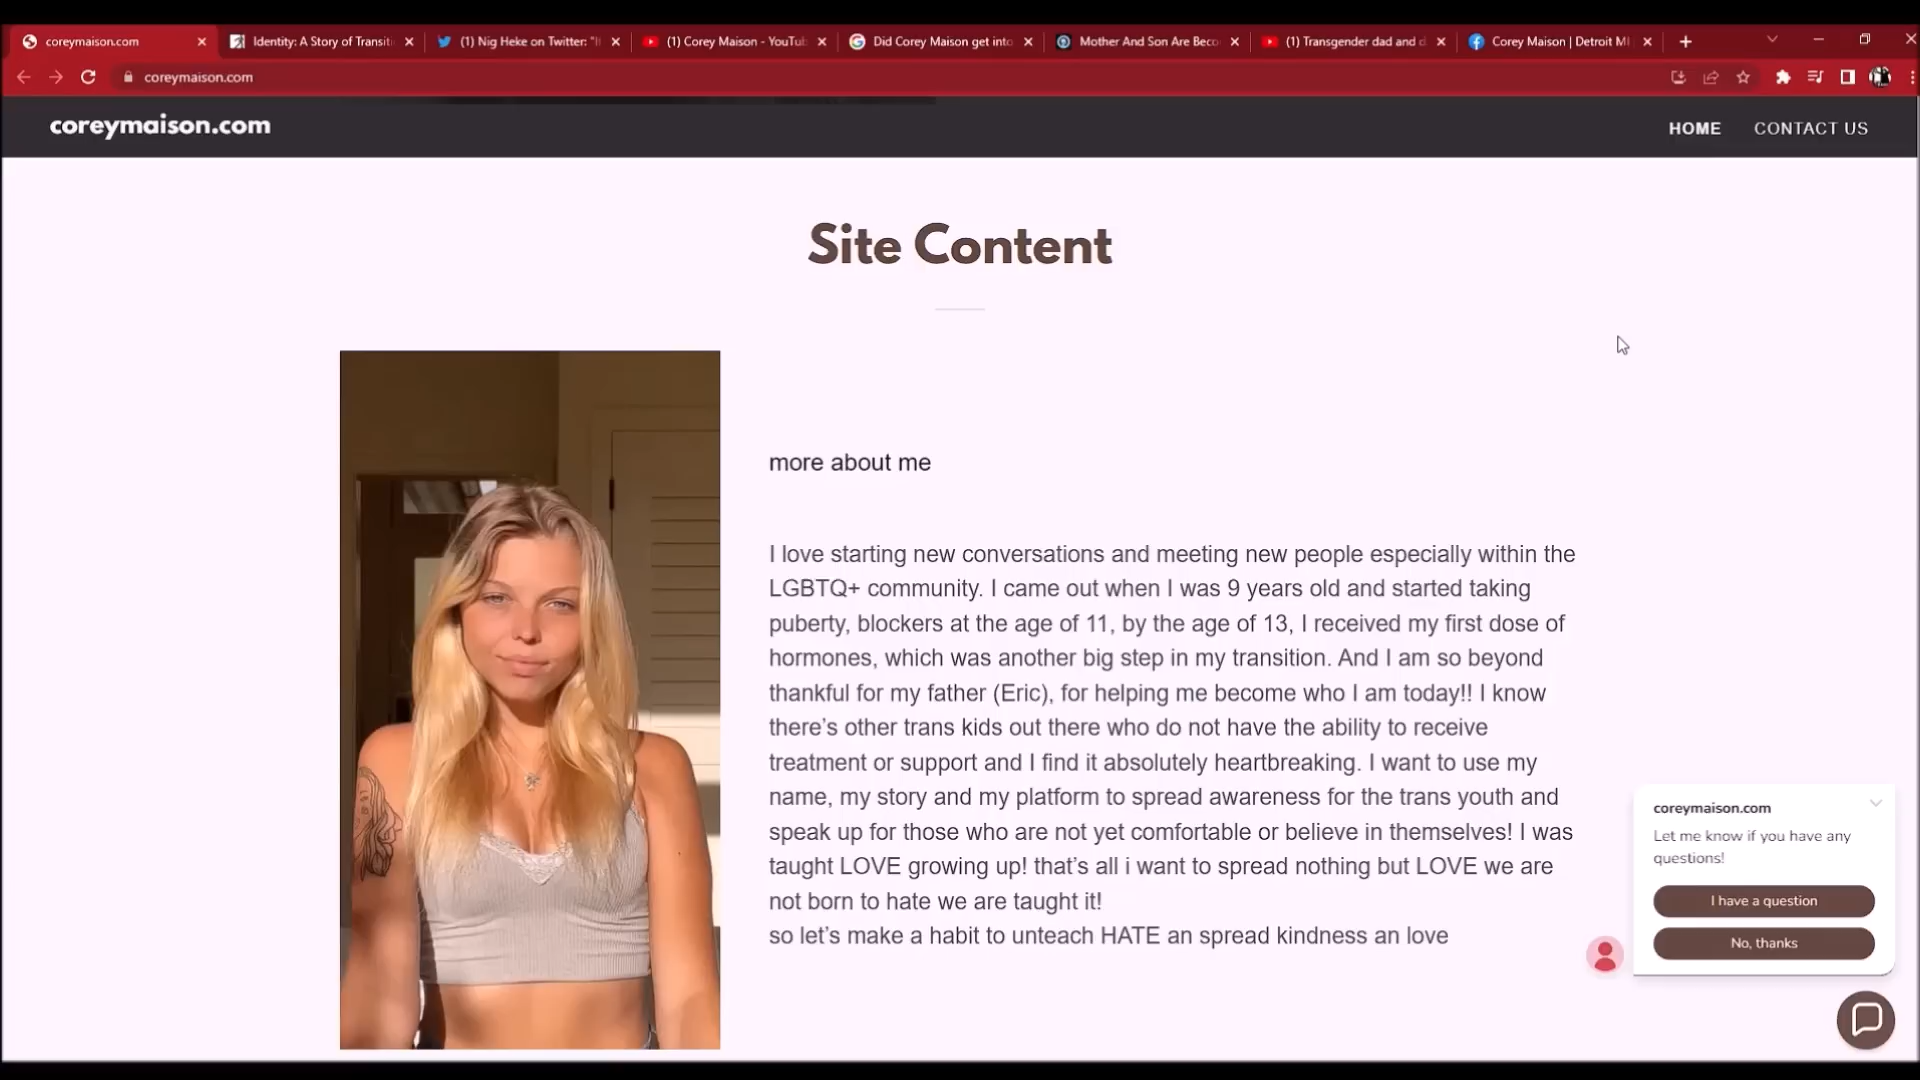 coreymaison.com
Identity: A Story of Transiti
(1) Nig Heke on Twitter: "I
(1) Corey Maison - YouTu
Did Corey Maison get into
Mother And Son Are Beco
(1) Transgender dad and d
Corey Maison | Detroit MI
coreymaison.com
coreymaison.com
HOME
CONTACT US
Site Content
more about me
I love starting new conversations and meeting new people especially within the
LGBTQ+ community. I came out when I was 9 years old and started taking
puberty, blockers at the age of 11, by the age of 13, I received my first dose of
hormones, which was another big step in my transition. And I am so beyond
thankful for my father (Eric), for helping me become who I am today!! I know
there's other trans kids out there who do not have the ability to receive
treatment or support and I find it absolutely heartbreaking. I want to use my
name, my story and my platform to spread awareness for the trans youth and
speak up for those who are not yet comfortable or believe in themselves! I was
taught LOVE growing up! that's all i want to spread nothing but LOVE we are
not born to hate we are taught it!
so let's make a habit to unteach HATE an spread kindness an love
coreymaison.com
Let me know if you have any
questions!
I have a question
No, thanks